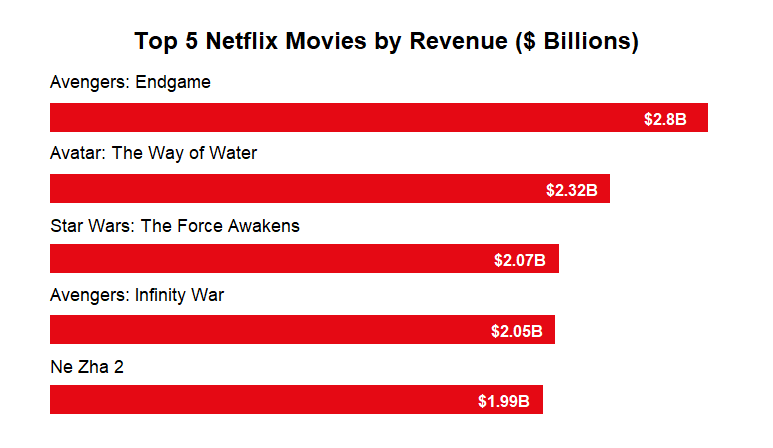 Top 5 Netflix Movies by Revenue ($ Billions)
Avengers: Endgame
$2.8B
Avatar: The Way of Water
$2.32B
Star Wars: The Force Awakens
$2.07B
Avengers: Infinity War
$2.05B
Ne Zha 2
$1.99B